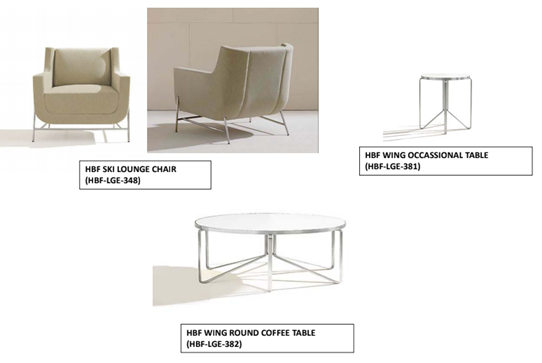 HBF SKI LOUNGE CHAIR
(HBF-LGE-348)
HBF WING OCCASSIONAL TABLE
(HBF-LGE-381)
HBF WING ROUND COFFEE TABLE
(HBF-LGE-382)